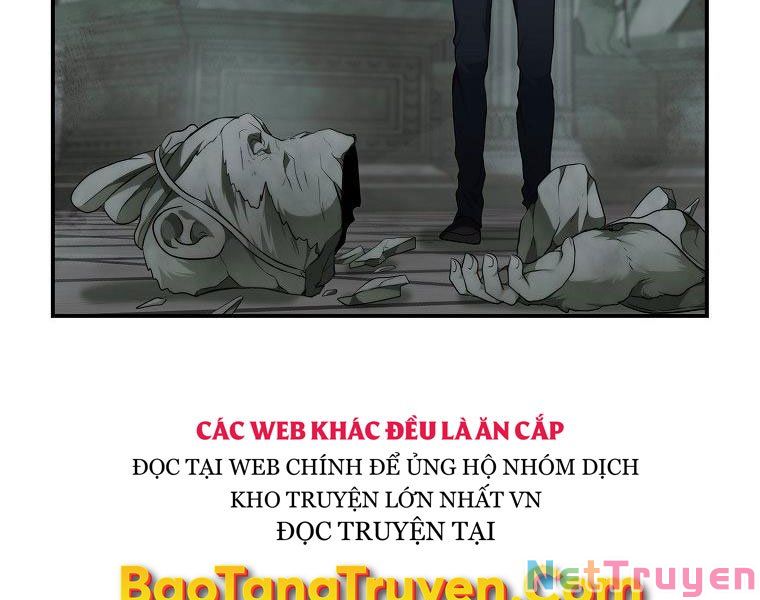 CÁC WEB KHÁC ĐỀU LÀ ĂN CẮP
ĐỌC TẠI WEB CHÍNH ĐỂ ỦNG HỘ NHÓM DỊCH
KHO TRUYỆN LỚN NHẤT VN
ĐỌC TRUYỆN TẠI
BaoTangTruyen.Com
NetTruyen